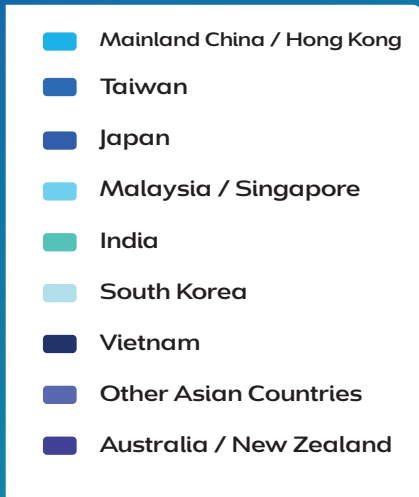 Mainland China / Hong Kong
Taiwan
Japan
Malaysia / Singapore
India
South Korea
Vietnam
Other Asian Countries
Australia / New Zealand